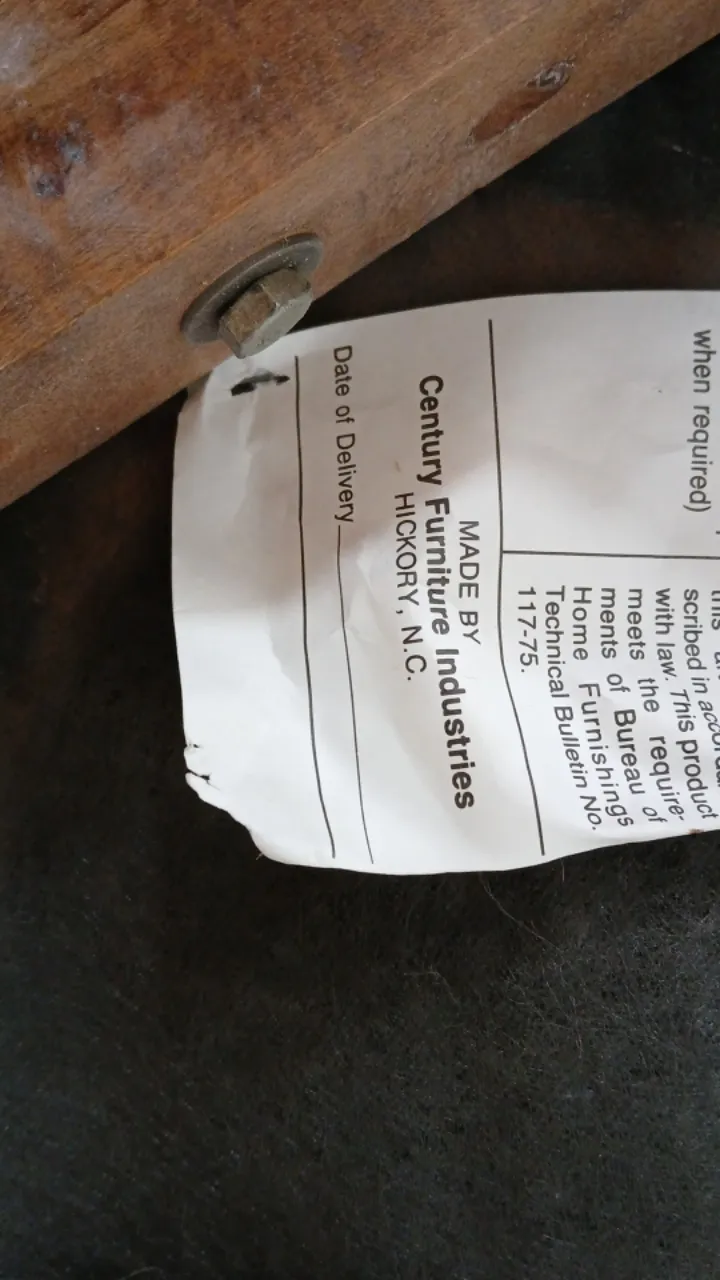 when required)
scribed in
with law. This product
meets the require-
ments of Bureau of
Home Furnishings
Technical Bulletin No.
117-75.
MADE BY
Century Furniture Industries
HICKORY, N.C.
Date of Delivery